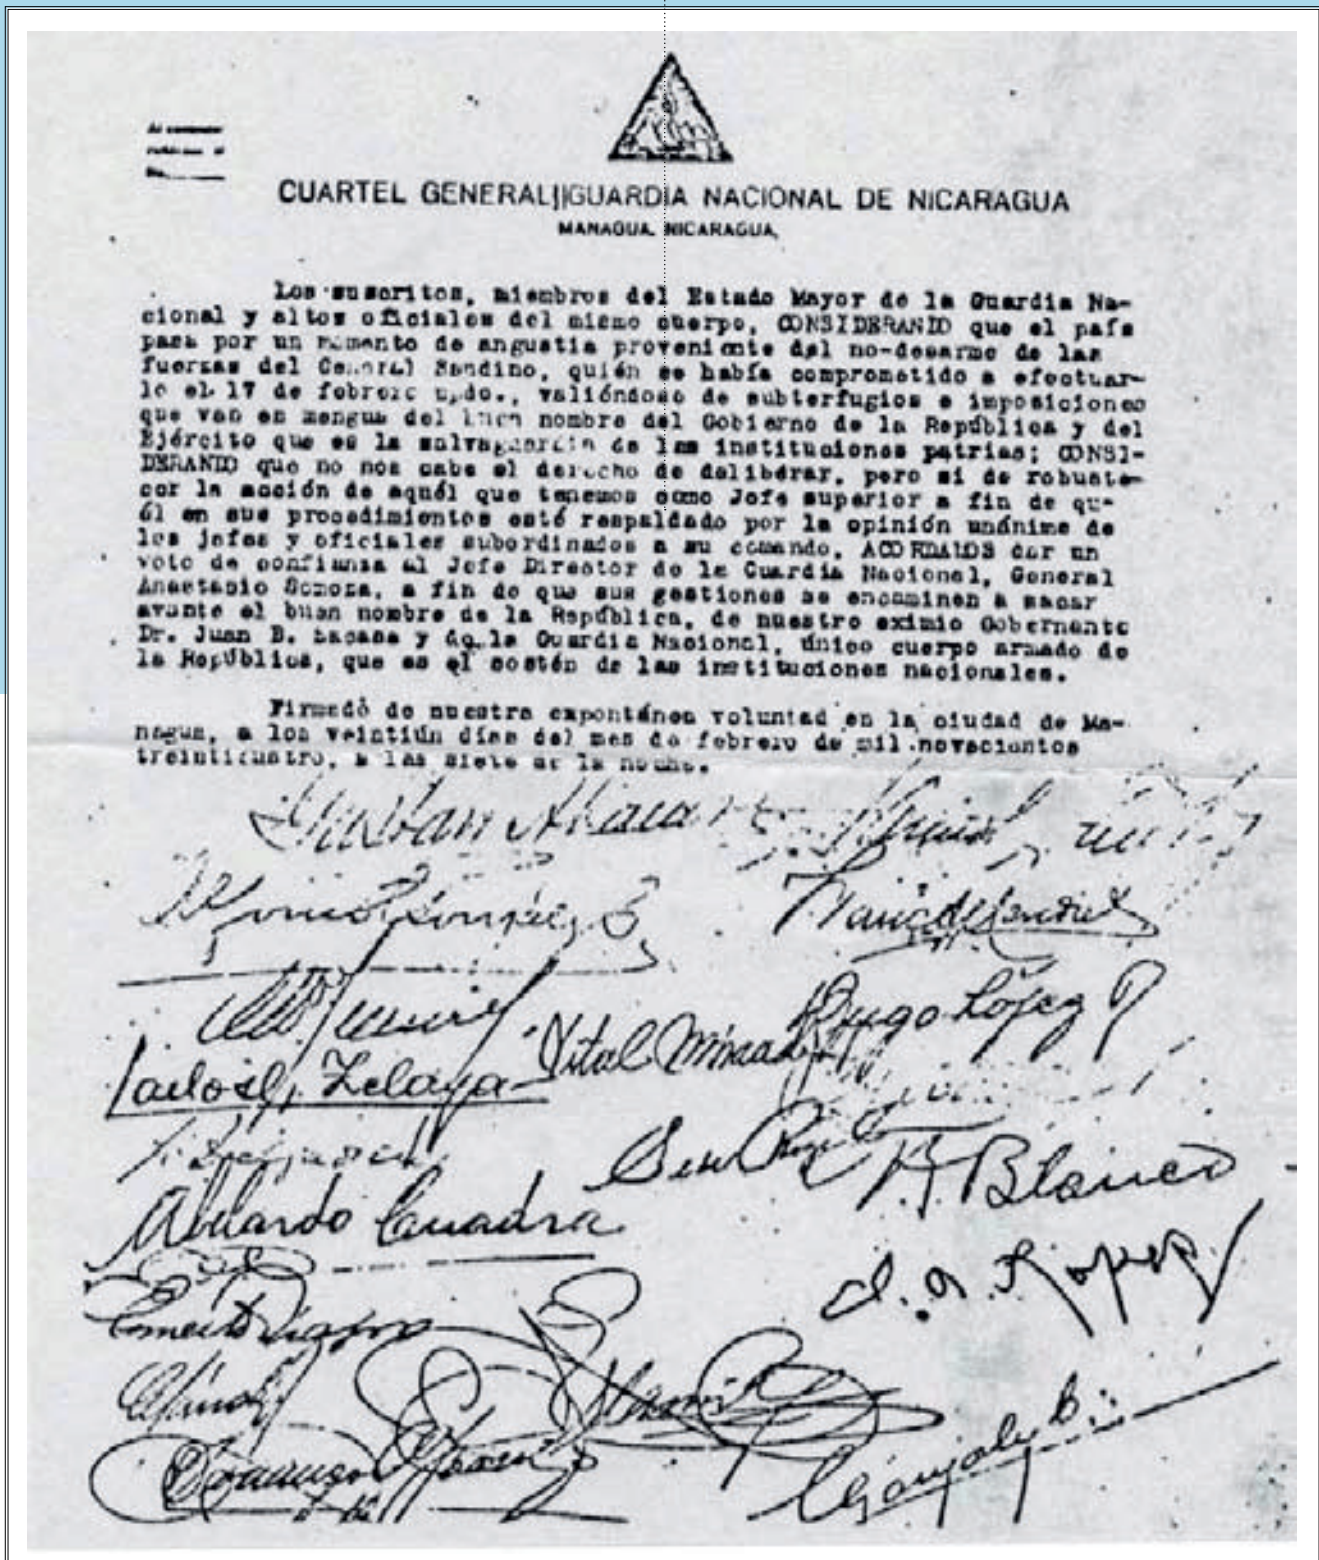 CUARTEL GENERAL||GUARDIA NACIONAL DE NICARAGUA
MANAGUA, NICARAGUA,
Los suscritos, miembros del Estado Mayor de la Guardia Na-
cional y altos oficiales del mismo cuerpo, CONSIDERANDO que el país
pasa por un momento de angustia proveniente del no-desarme de las
fuerzas del General Sandino, quién se había comprometido a efectuar-
lo el 17 de febrero updo., valiéndose de subterfugios e imposiciones
que van en mengua del buen nombre del Gobierno de la República y del
Ejército que es la salvaguardia de las instituciones patrias; CONSI-
DERANDO que no nos cabe el derecho de deliberar, pero si de robuste-
cer la acción de aquél que tenemos como Jefe superior a fin de qu-
él en sus procedimientos esté respaldado por la opinión unánime de
los jefes y oficiales subordinados a su comando, ACORDAMOS dar un
voto de confianza al Jefe Director de la Guardia Nacional, General
Anastasio Somoza, a fin de que sus gestiones se encaminen a sacar
avante el buen nombre de la República, de nuestro eximio Gobernante
Dr. Juan B. Sacasa y de la Guardia Nacional, único cuerpo armado de
la República, que es el sostén de las instituciones nacionales.
Firmado de nuestra expontánea voluntad en la ciudad de Ma-
nagua, a los veintiún días del mes de febrero de mil novecientos
treinticuatro, a las siete de la noche.
Hugo López
Vital
Zelaya
Blanco
Abelardo Cuadra
López